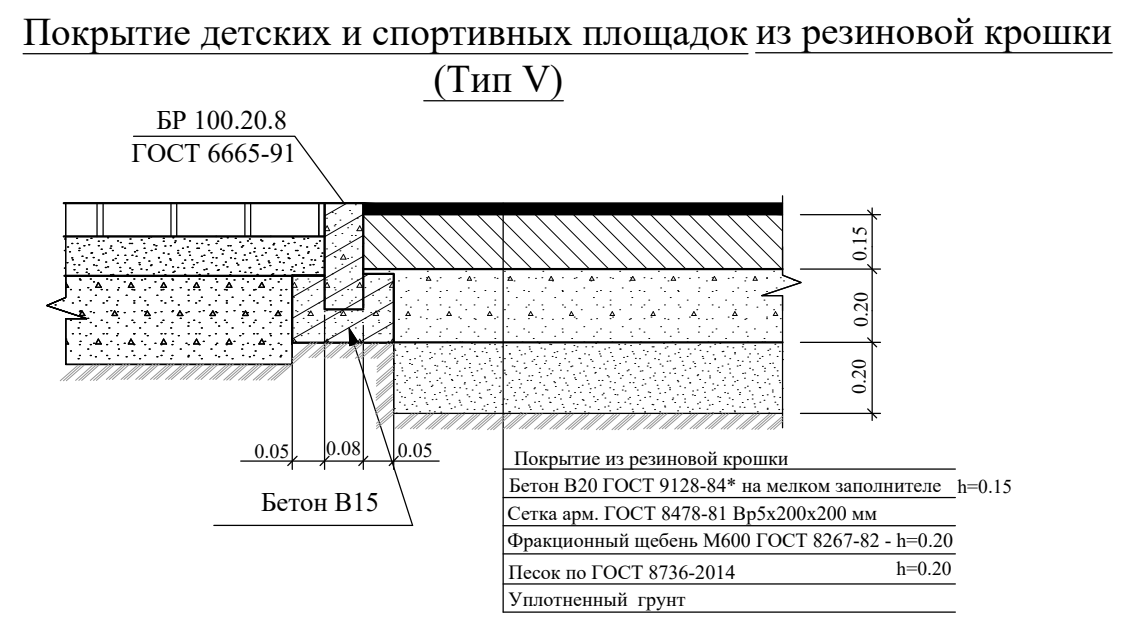 Покрытие детских и спортивных площадок из резиновой крошки
(Тип V)
БР 100.20.8
ГОСТ 6665-91
0.15
0.20
0.20
0.05
0.08
0.05
Бетон В15
Покрытие из резиновой крошки
Бетон В20 ГОСТ 9128-84* на мелком заполнителе h=0.15
Сетка арм. ГОСТ 8478-81 Вр5х200х200 мм
Фракционный щебень М600 ГОСТ 8267-82 - h=0.20
Песок по ГОСТ 8736-2014 h=0.20
Уплотненный грунт